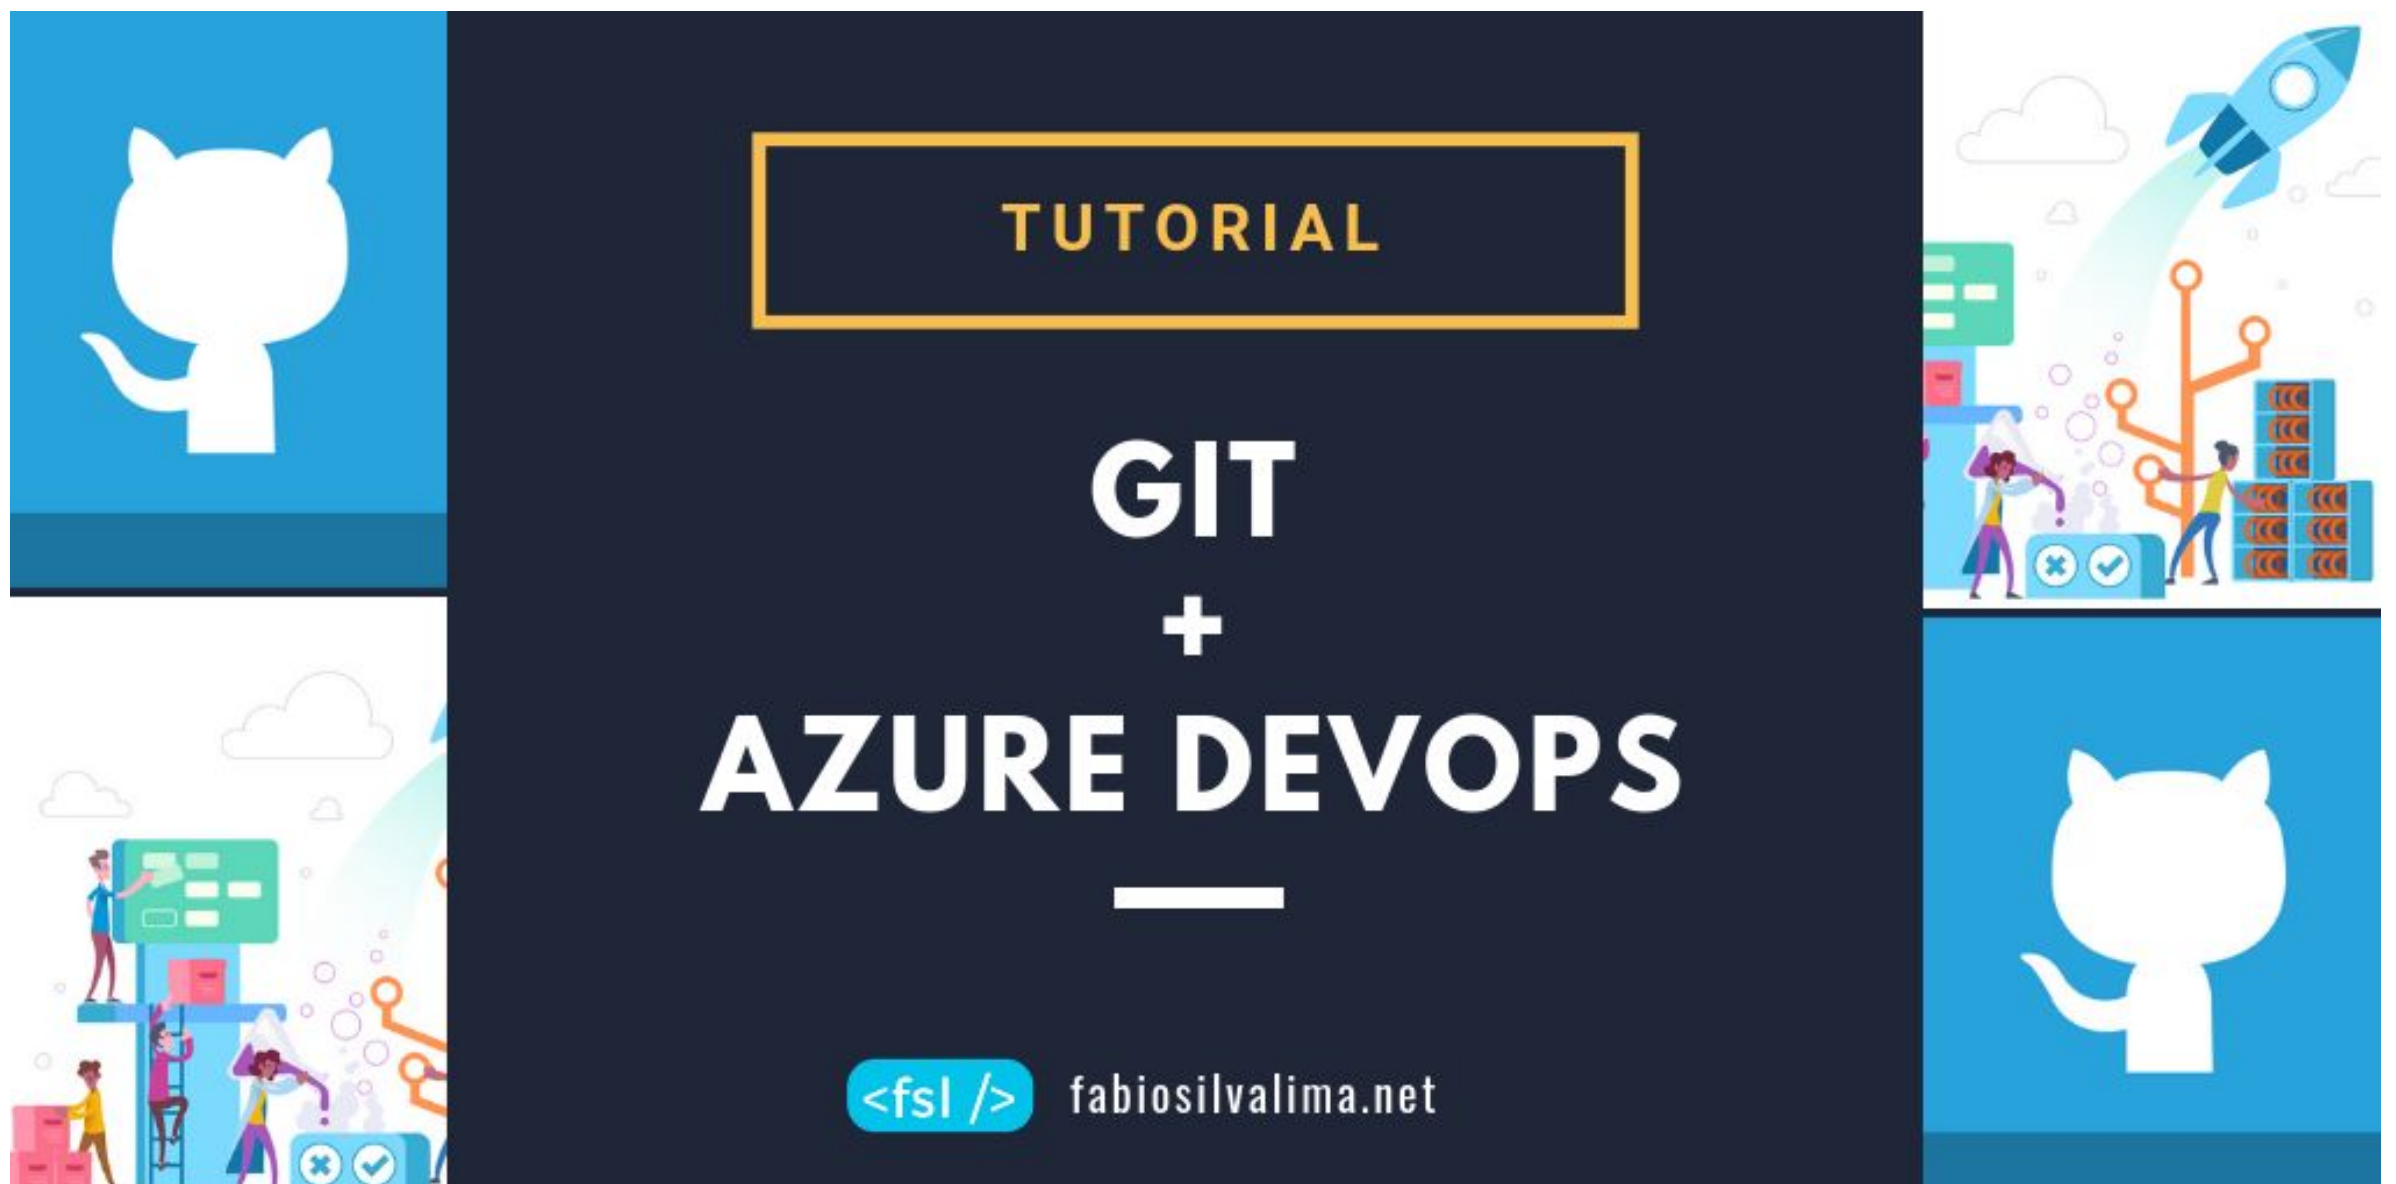 TUTORIAL
GIT
+
AZURE DEVOPS
<fsl /> fabiosilvalima.net